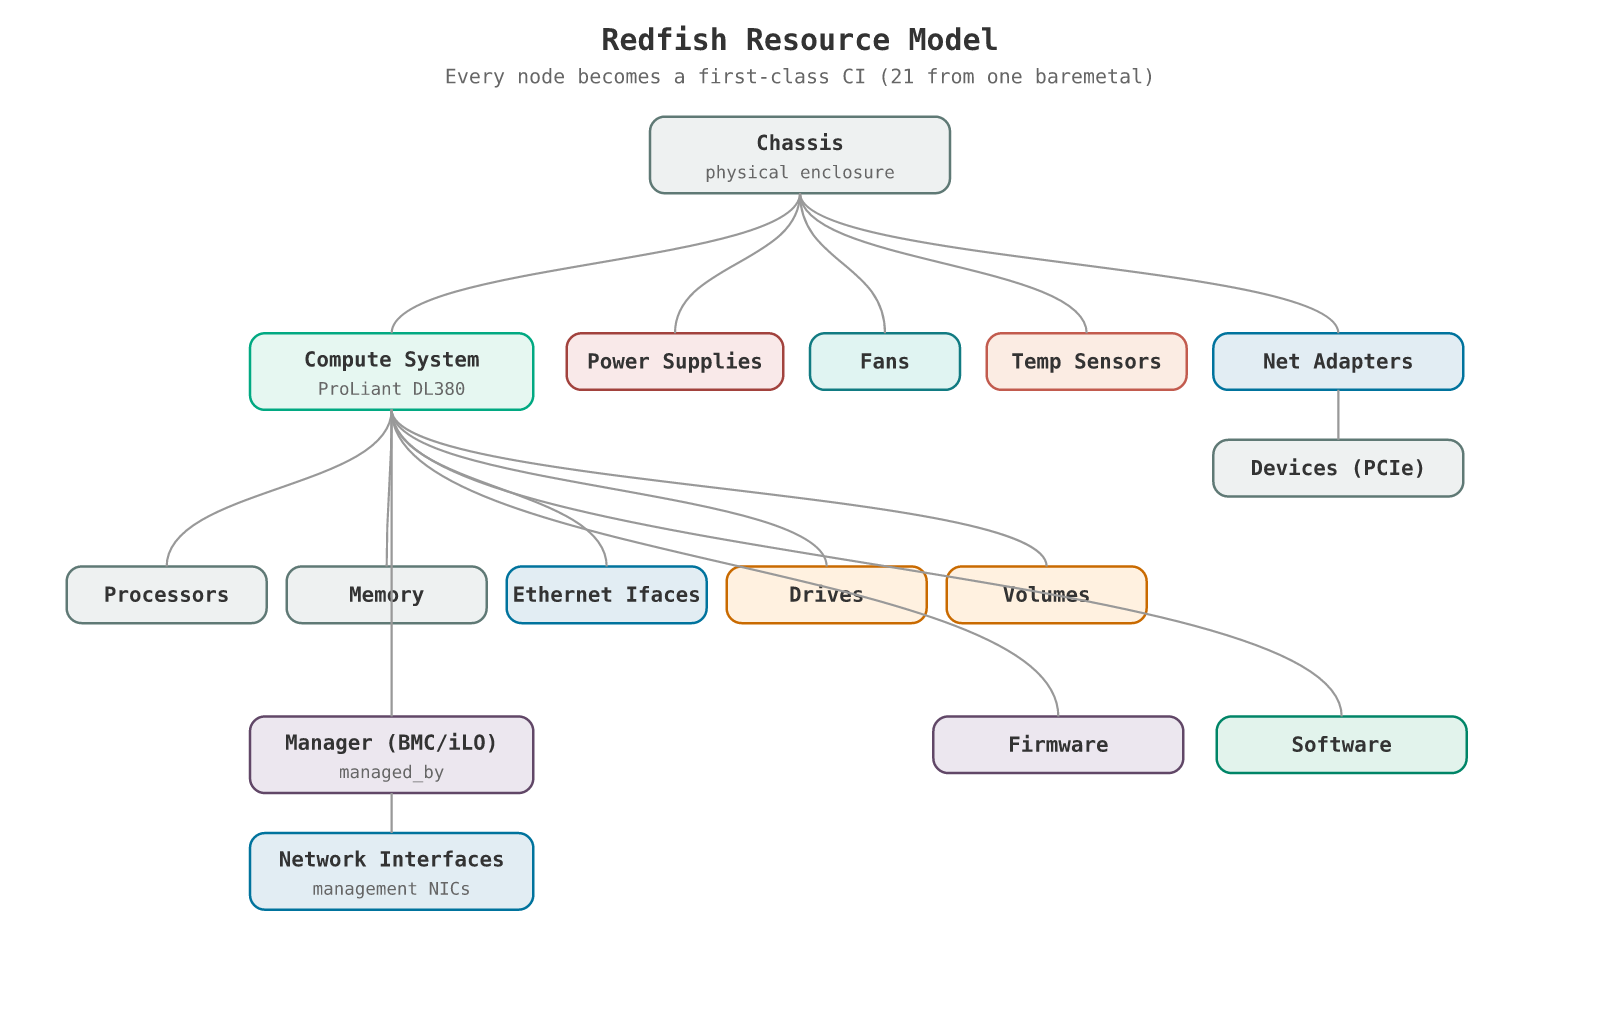 Redfish Resource Model
Every node becomes a first-class CI (21 from one baremetal)
Chassis
physical enclosure
Compute System
ProLiant DL380
Power Supplies
Fans
Temp Sensors
Net Adapters
Devices (PCIe)
Processors
Memory
Ethernet Ifaces
Drives
Volumes
Manager (BMC/iLO)
managed_by
Firmware
Software
Network Interfaces
management NICs